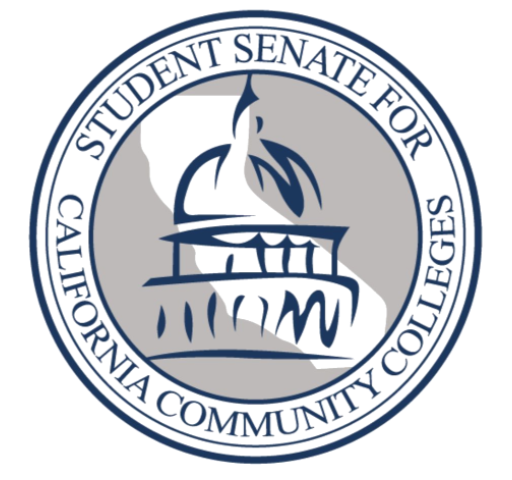 STUDENT SENATE FOR
CALIFORNIA COMMUNITY COLLEGES